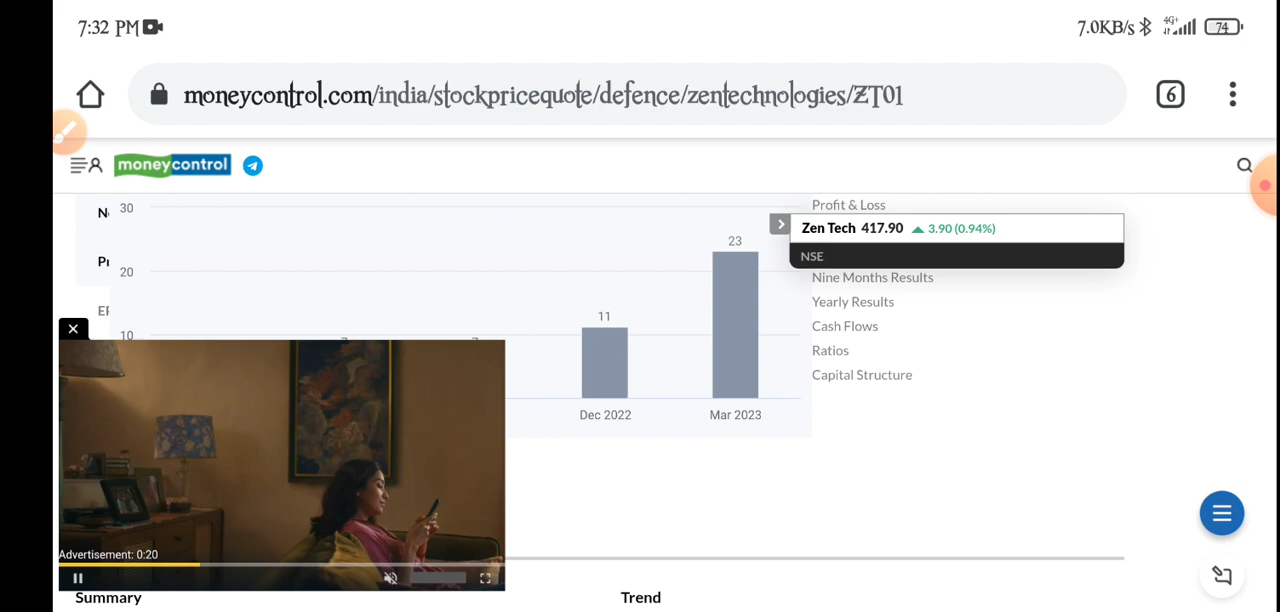 7:32 PM
7.0KB/s 4G+ 74
moneycontrol.com/india/stockpricequote/defence/zentechnologies/ZT01
6
moneycontrol
30
23
20
11
10
Dec 2022
Mar 2023
Profit & Loss
Zen Tech 417.90 3.90 (0.94%)
NSE
Nine Months Results
Yearly Results
Cash Flows
Ratios
Capital Structure
Advertisement: 0:20
Summary
Trend